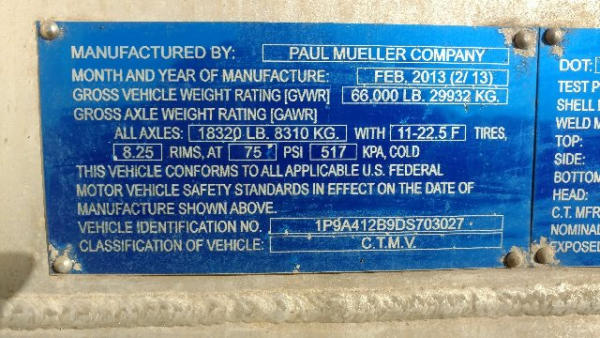 MANUFACTURED BY: PAUL MUELLER COMPANY
MONTH AND YEAR OF MANUFACTURE: FEB, 2013 (2/13)
GROSS VEHICLE WEIGHT RATING [GVWR] 66,000 LB. 29932 KG.
GROSS AXLE WEIGHT RATING [GAWR]
ALL AXLES: 18320 LB. 8310 KG. WITH 11-22.5 F TIRES,
8.25 RIMS, AT 75 PSI 517 KPA, COLD
THIS VEHICLE CONFORMS TO ALL APPLICABLE U.S. FEDERAL
MOTOR VEHICLE SAFETY STANDARDS IN EFFECT ON THE DATE OF
MANUFACTURE SHOWN ABOVE.
VEHICLE IDENTIFICATION NO. 1P9A412B9DS703027
CLASSIFICATION OF VEHICLE: C.T.M.V.
DOT:
TEST P
SHELL
WELD M
TOP:
SIDE:
BOTTOM
HEAD:
C.T. MFR
NOMINAL
EXPOSED